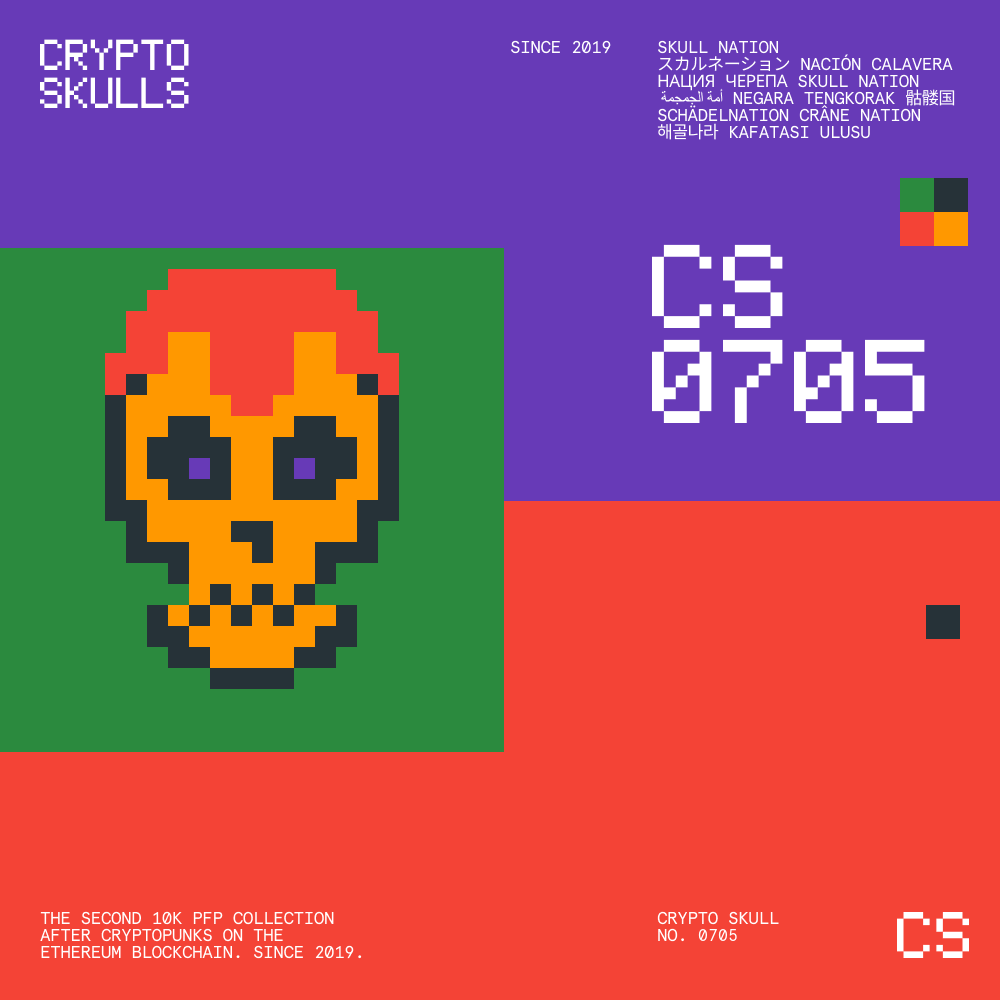 CRYPTO
SKULLS
SINCE 2019
SKULL NATION
スカルネーション NACIÓN CALAVERA
НАЦИЯ ЧЕРЕПА SKULL NATION
أمة الجمجمة NEGARA TENGKORAK 骷髅国
SCHÄDELNATION CRÂNE NATION
해골나라 KAFATASI ULUSU
CS
0705
THE SECOND 10K PFP COLLECTION
AFTER CRYPTOPUNKS ON THE
ETHEREUM BLOCKCHAIN. SINCE 2019.
CRYPTO SKULL
NO. 0705
CS